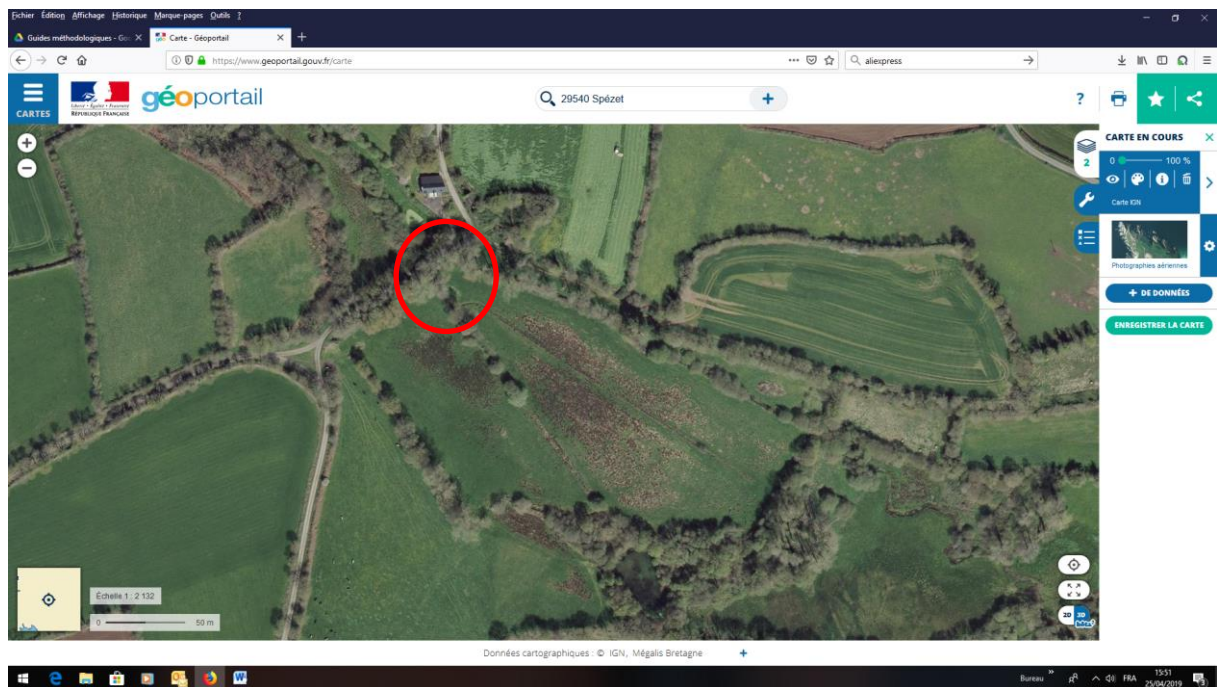 Fichier Édition Affichage Historique Marque-pages Outils ?
Guides méthodologiques - Go
Carte - Géoportail
https://www.geoportail.gouv.fr/carte
aliexpress
CARTES
RÉPUBLIQUE FRANÇAISE
géoportail
29540 Spézet
?
CARTE EN COURS
2
0 100 %
Carte IGN
Photographies aériennes
+ DE DONNÉES
ENREGISTRER LA CARTE
Échelle 1 : 2 132
0 50 m
2D 3D
Données cartographiques : © IGN, Mégalis Bretagne +
Bureau
FRA
15:51
25/04/2019